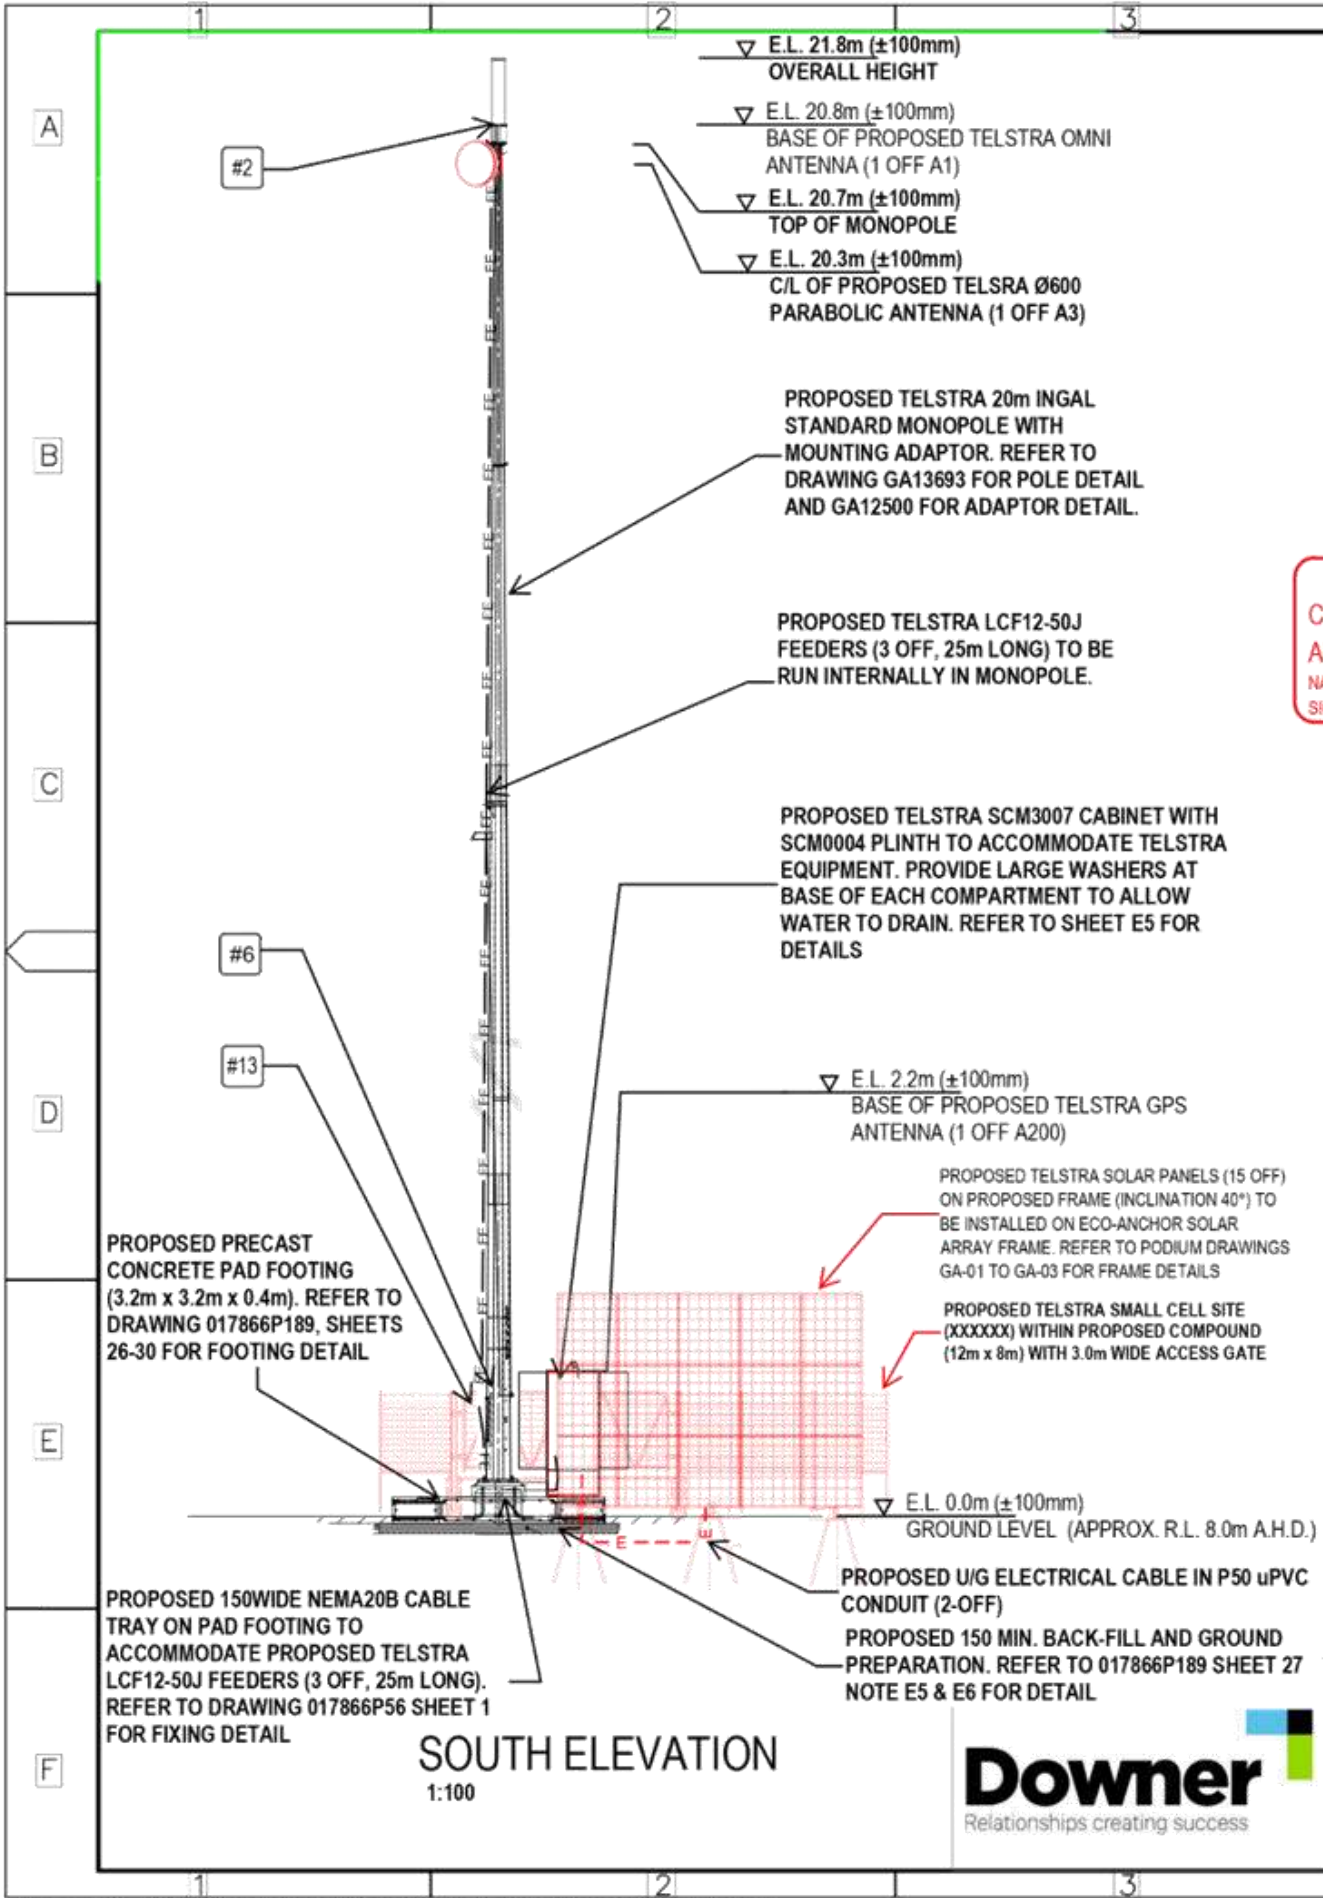 1
2
3
E.L. 21.8m (±100mm)
OVERALL HEIGHT
A
E.L. 20.8m (±100mm)
BASE OF PROPOSED TELSTRA OMNI
ANTENNA (1 OFF A1)
#2
E.L. 20.7m (±100mm)
TOP OF MONOPOLE
E.L. 20.3m (±100mm)
C/L OF PROPOSED TELSRA Ø600
PARABOLIC ANTENNA (1 OFF A3)
B
PROPOSED TELSTRA 20m INGAL
STANDARD MONOPOLE WITH
MOUNTING ADAPTOR. REFER TO
DRAWING GA13693 FOR POLE DETAIL
AND GA12500 FOR ADAPTOR DETAIL.
PROPOSED TELSTRA LCF12-50J
FEEDERS (3 OFF, 25m LONG) TO BE
RUN INTERNALLY IN MONOPOLE.
C
A
NA
C
PROPOSED TELSTRA SCM3007 CABINET WITH
SCM0004 PLINTH TO ACCOMMODATE TELSTRA
EQUIPMENT. PROVIDE LARGE WASHERS AT
BASE OF EACH COMPARTMENT TO ALLOW
WATER TO DRAIN. REFER TO SHEET E5 FOR
DETAILS
#6
#13
D
E.L. 2.2m (±100mm)
BASE OF PROPOSED TELSTRA GPS
ANTENNA (1 OFF A200)
PROPOSED TELSTRA SOLAR PANELS (15 OFF)
ON PROPOSED FRAME (INCLINATION 40°) TO
BE INSTALLED ON ECO-ANCHOR SOLAR
ARRAY FRAME. REFER TO PODIUM DRAWINGS
GA-01 TO GA-03 FOR FRAME DETAILS
PROPOSED PRECAST
CONCRETE PAD FOOTING
(3.2m x 3.2m x 0.4m). REFER TO
DRAWING 017866P189, SHEETS
26-30 FOR FOOTING DETAIL
PROPOSED TELSTRA SMALL CELL SITE
(XXXXXX) WITHIN PROPOSED COMPOUND
(12m x 8m) WITH 3.0m WIDE ACCESS GATE
E
E.L. 0.0m (±100mm)
GROUND LEVEL (APPROX. R.L. 8.0m A.H.D.)
E
E
PROPOSED U/G ELECTRICAL CABLE IN P50 uPVC
CONDUIT (2-OFF)
PROPOSED 150WIDE NEMA20B CABLE
TRAY ON PAD FOOTING TO
ACCOMMODATE PROPOSED TELSTRA
LCF12-50J FEEDERS (3 OFF, 25m LONG).
REFER TO DRAWING 017866P56 SHEET 1
FOR FIXING DETAIL
PROPOSED 150 MIN. BACK-FILL AND GROUND
PREPARATION. REFER TO 017866P189 SHEET 27
NOTE E5 & E6 FOR DETAIL
F
SOUTH ELEVATION
1:100
Downer
Relationships creating success
1
2
3